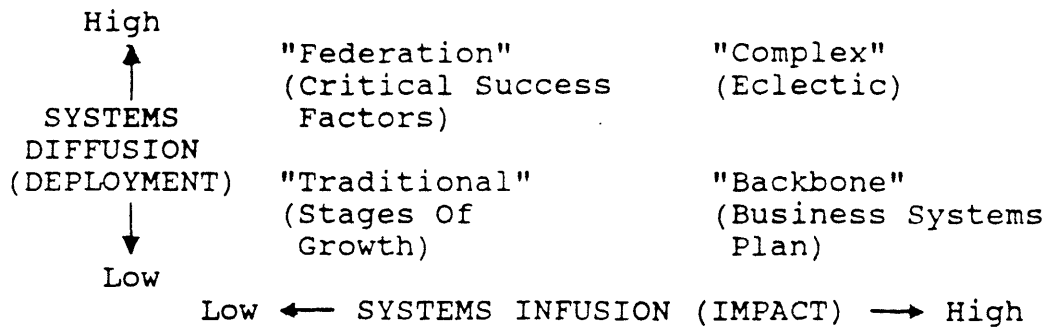 High
"Federation" "Complex"
(Critical Success (Eclectic)
SYSTEMS Factors)
DIFFUSION
(DEPLOYMENT) "Traditional" "Backbone"
(Stages Of (Business Systems
Growth) Plan)
Low
Low ← SYSTEMS INFUSION (IMPACT) → High